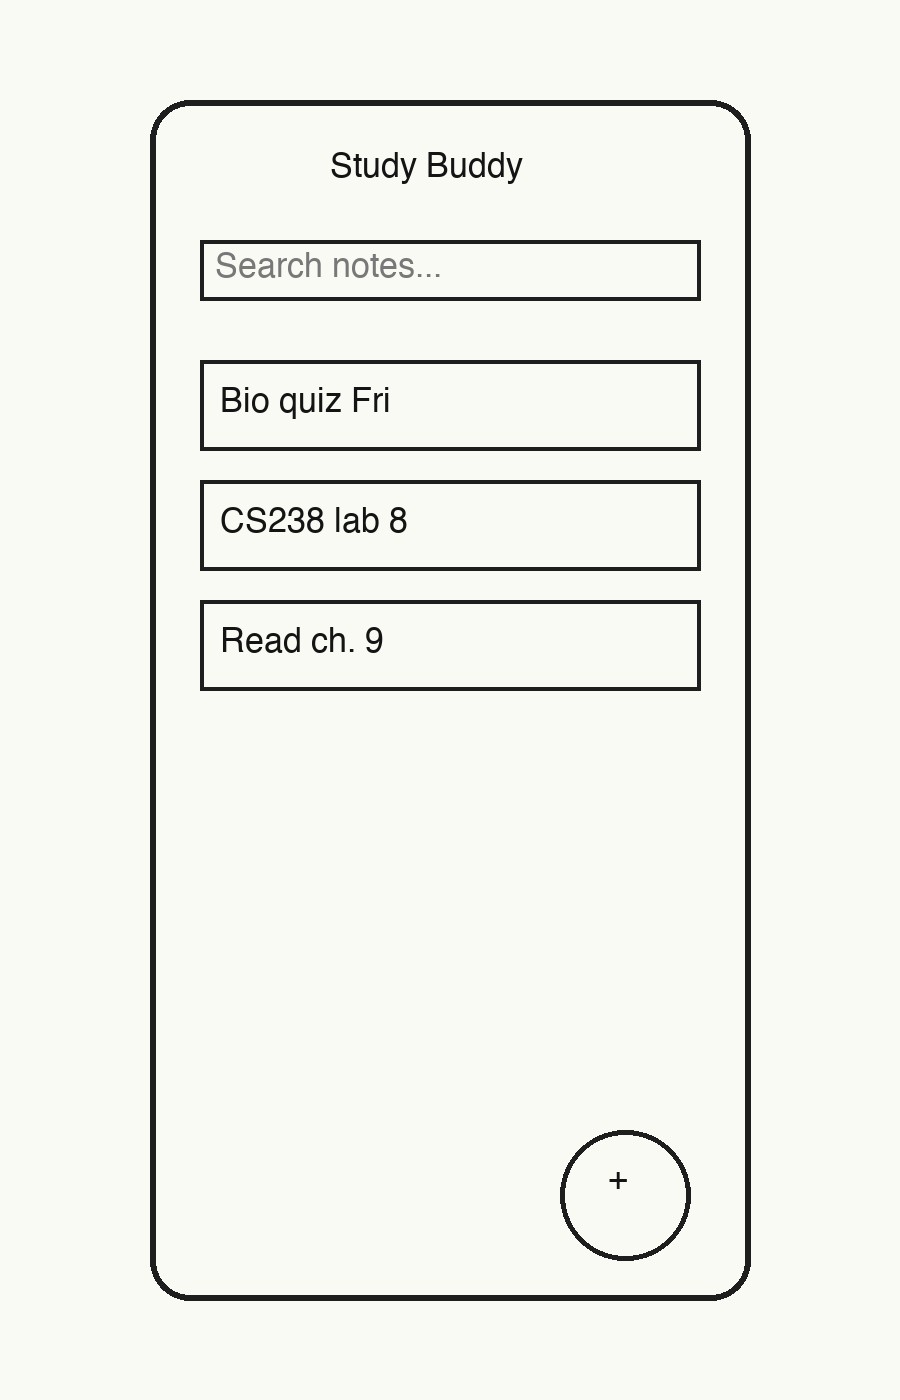 Study Buddy
Search notes...
Bio quiz Fri
CS238 lab 8
Read ch. 9
+